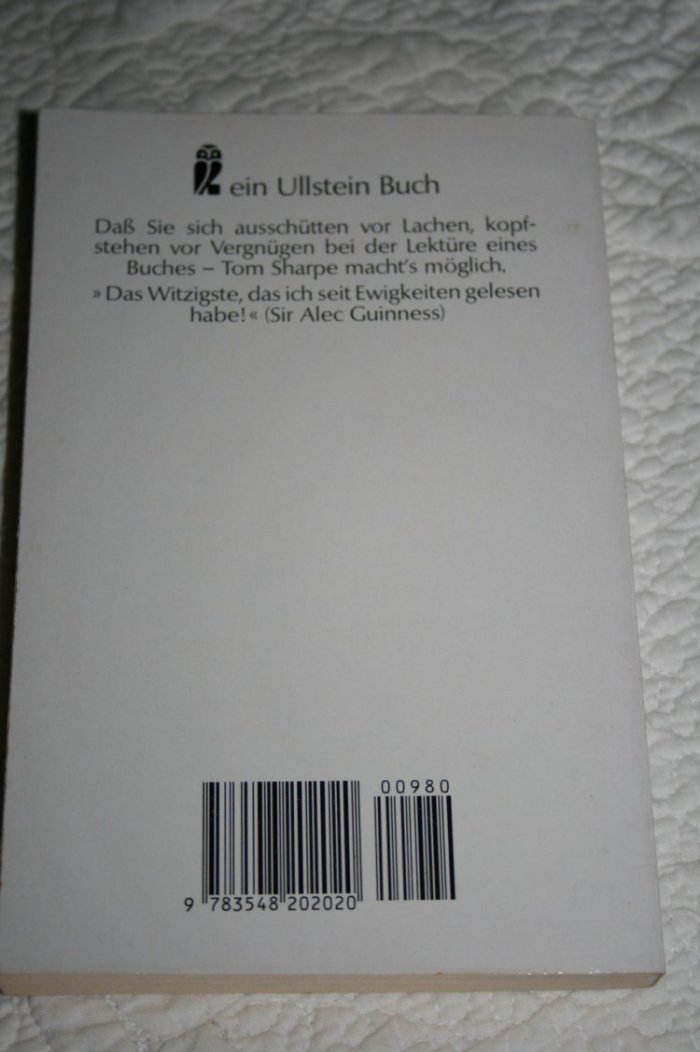 ein Ullstein Buch
Daß Sie sich ausschütten vor Lachen, kopf-
stehen vor Vergnügen bei der Lektüre eines
Buches – Tom Sharpe macht's möglich.
»Das Witzigste, das ich seit Ewigkeiten gelesen
habe!« (Sir Alec Guinness)
00980
9 783548 202020